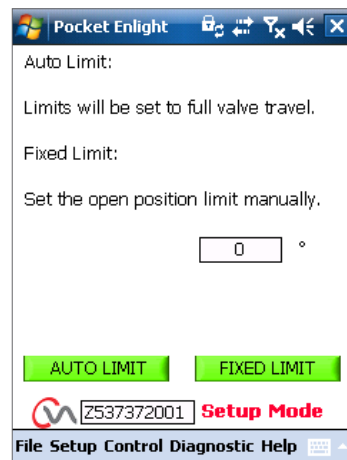 Pocket Enlight
Auto Limit:
Limits will be set to full valve travel.
Fixed Limit:
Set the open position limit manually.
0 °
AUTO LIMIT FIXED LIMIT
Z537372001 Setup Mode
File Setup Control Diagnostic Help